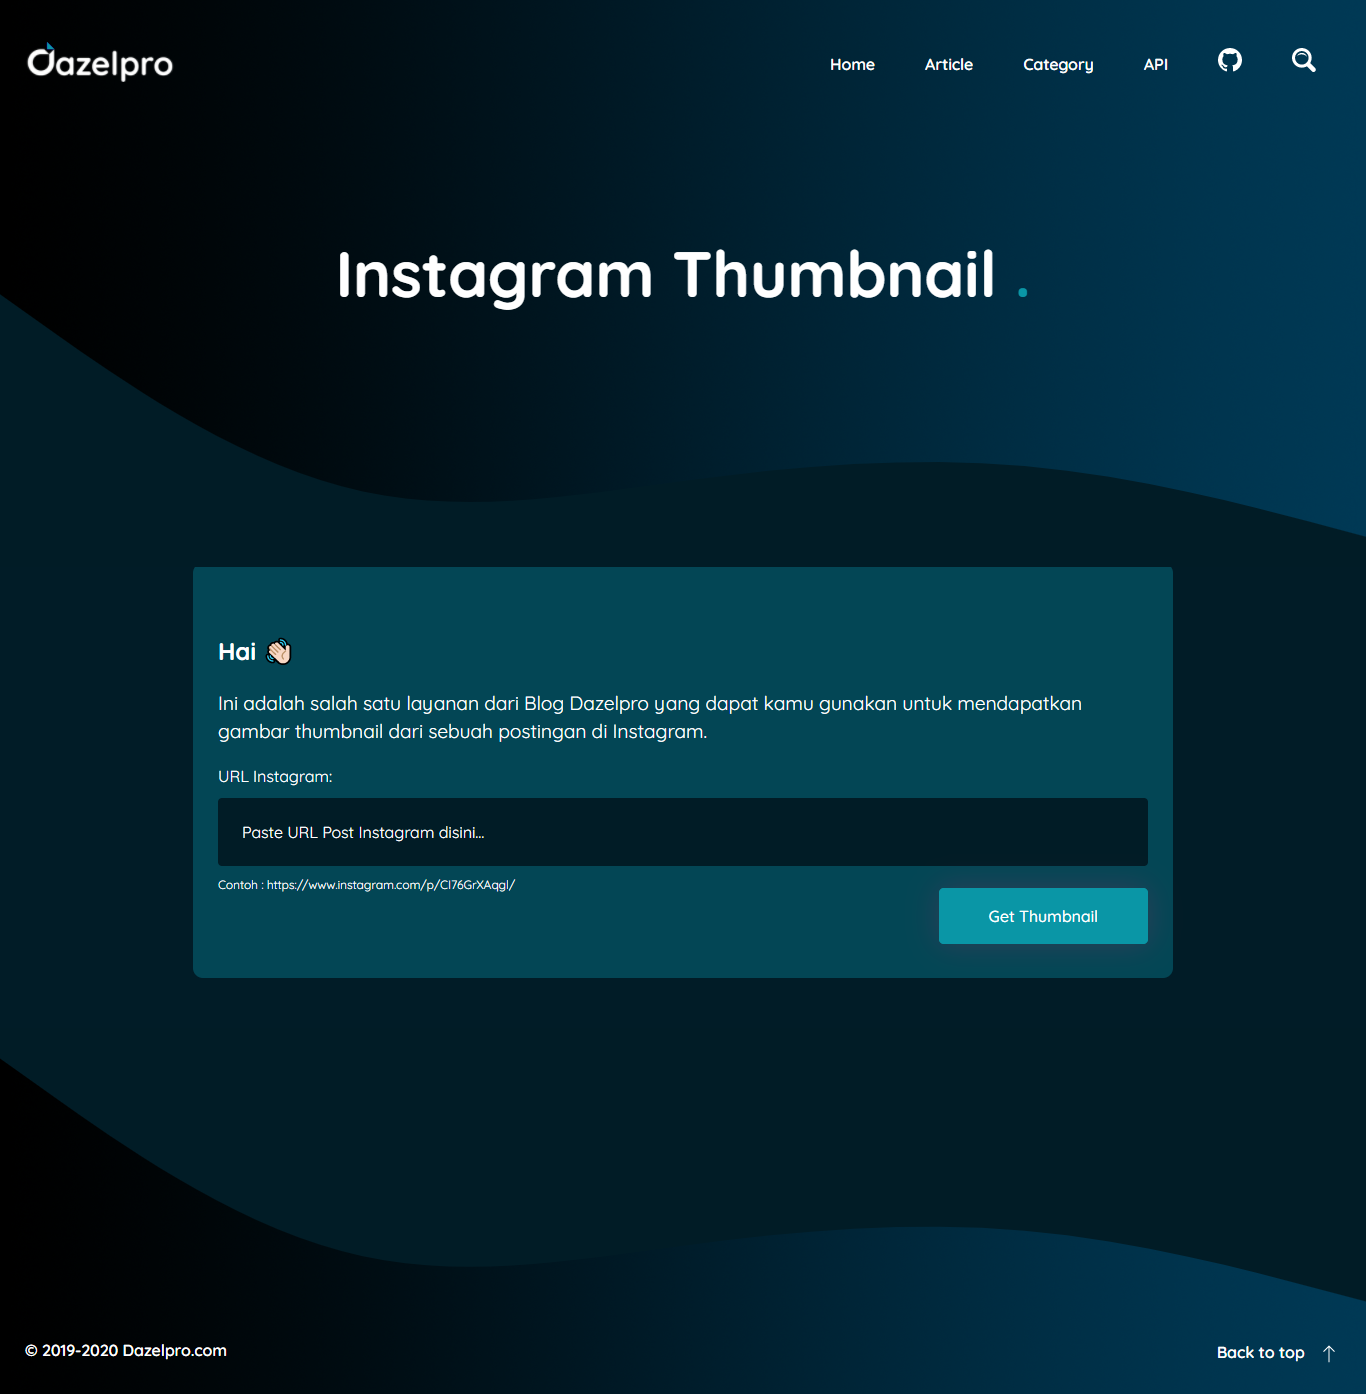 Dazelpro
Home Article Category API
Instagram Thumbnail .
Hai 👋🏻
Ini adalah salah satu layanan dari Blog Dazelpro yang dapat kamu gunakan untuk mendapatkan
gambar thumbnail dari sebuah postingan di Instagram.
URL Instagram:
Paste URL Post Instagram disini...
Contoh : https://www.instagram.com/p/CI76GrXAqgl/
Get Thumbnail
© 2019-2020 Dazelpro.com
Back to top ↑